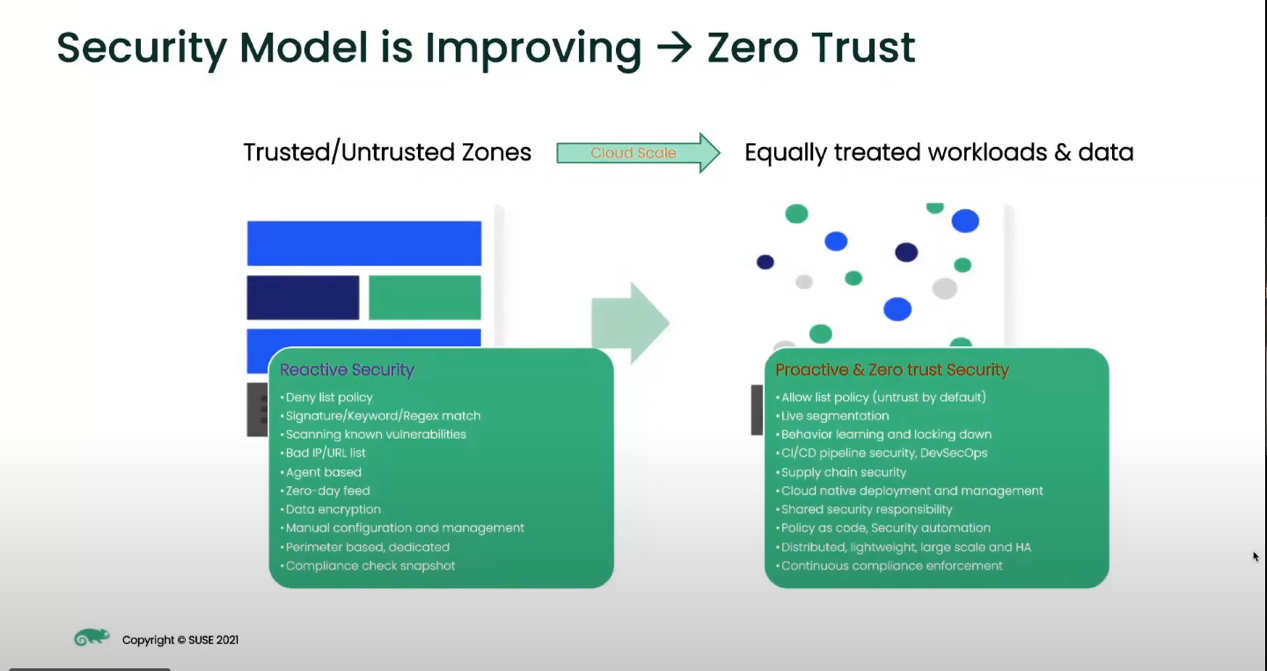 Security Model is Improving → Zero Trust
Trusted/Untrusted Zones
Cloud Scale
Equally treated workloads & data
Reactive Security
•Deny list policy
•Signature/Keyword/Regex match
•Scanning known vulnerabilities
•Bad IP/URL list
•Agent based
•Zero-day feed
•Data encryption
•Manual configuration and management
•Perimeter based, dedicated
•Compliance check snapshot
Proactive & Zero trust Security
•Allow list policy (untrust by default)
•Live segmentation
•Behavior learning and locking down
•CI/CD pipeline security, DevSecOps
•Supply chain security
•Cloud native deployment and management
•Shared security responsibility
•Policy as code, Security automation
•Distributed, lightweight, large scale and HA
•Continuous compliance enforcement
Copyright © SUSE 2021